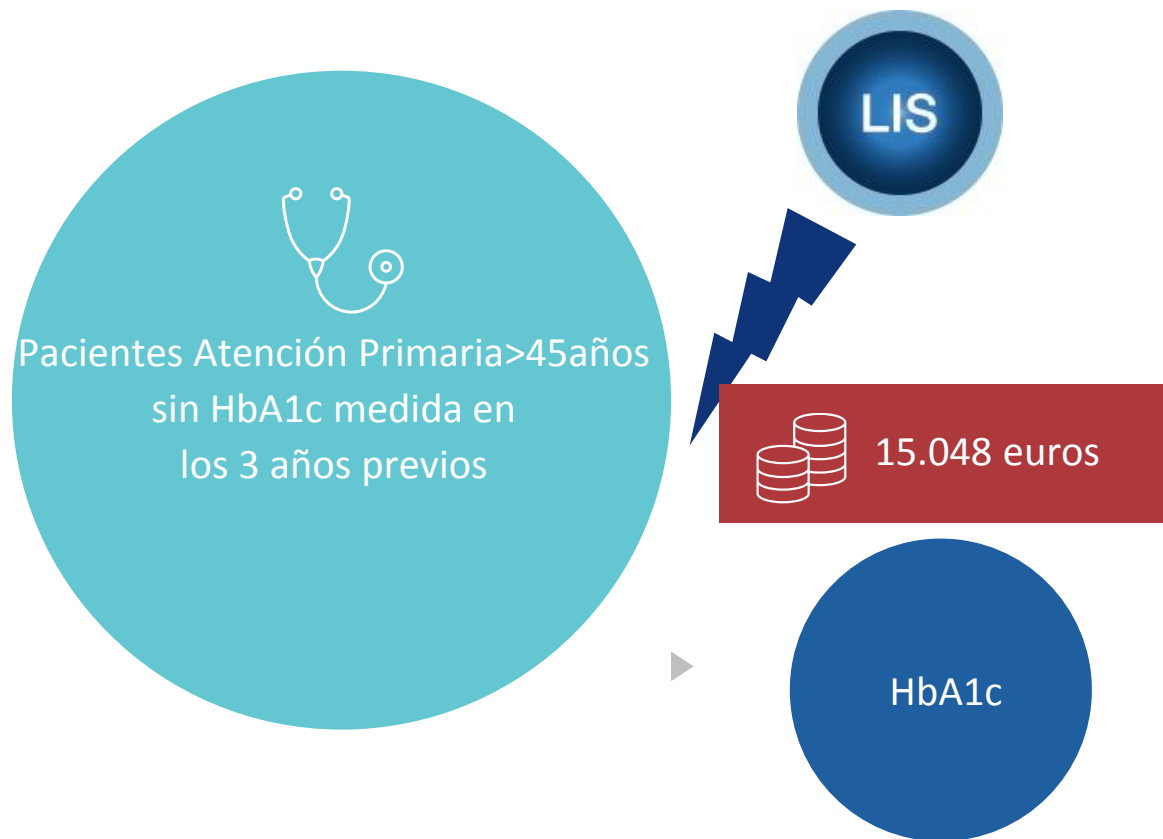 LIS
Pacientes Atención Primaria>45años
sin HbA1c medida en
los 3 años previos
15.048 euros
HbA1c